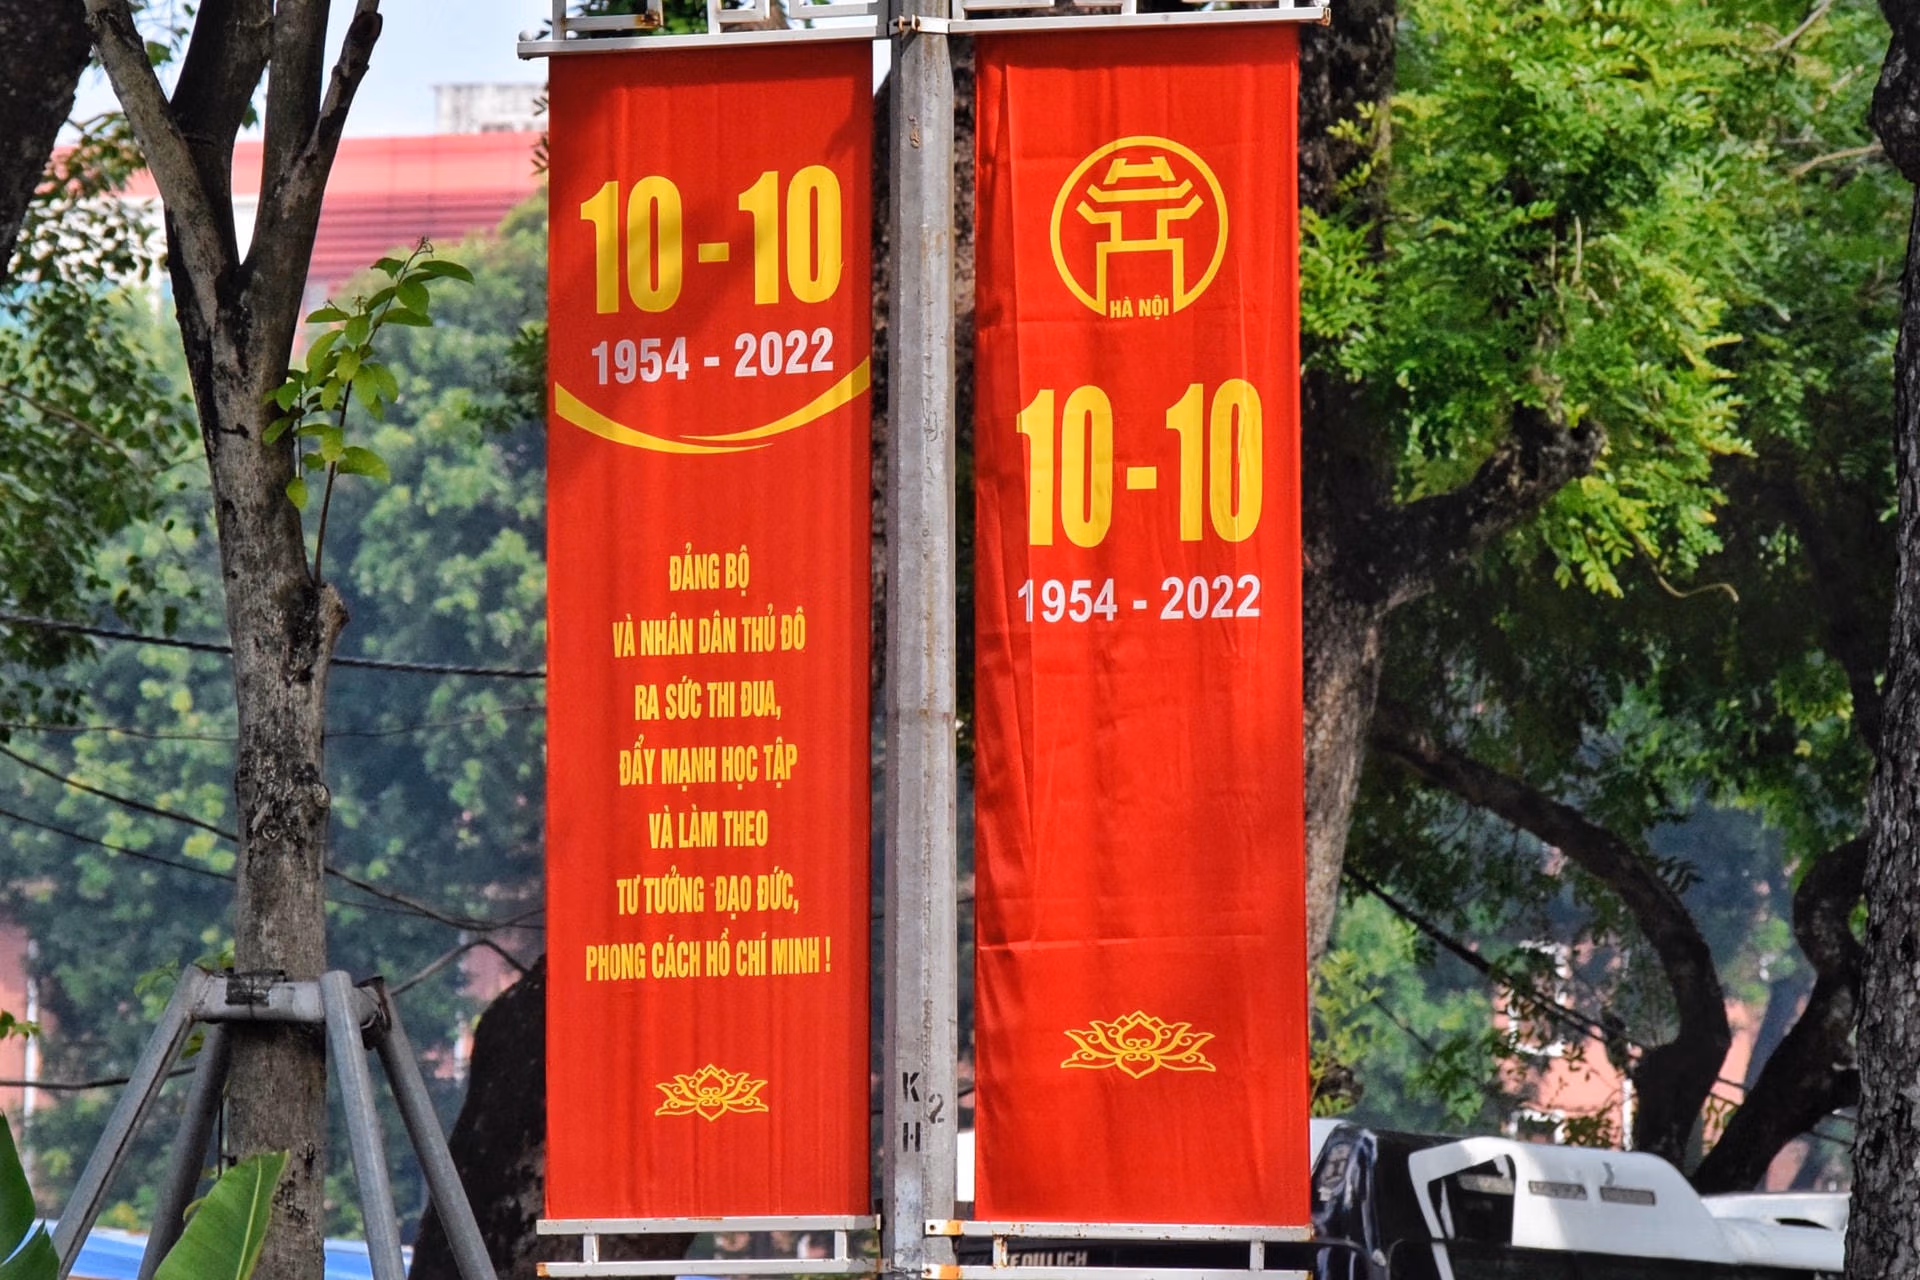 10 - 10
1954 - 2022
ĐẢNG BỘ
VÀ NHÂN DÂN THỦ ĐÔ
RA SỨC THI ĐUA,
ĐẨY MẠNH HỌC TẬP
VÀ LÀM THEO
TƯ TƯỞNG ĐẠO ĐỨC,
PHONG CÁCH HỒ CHÍ MINH !
HÀ NỘI
10 - 10
1954 - 2022
K
2
H